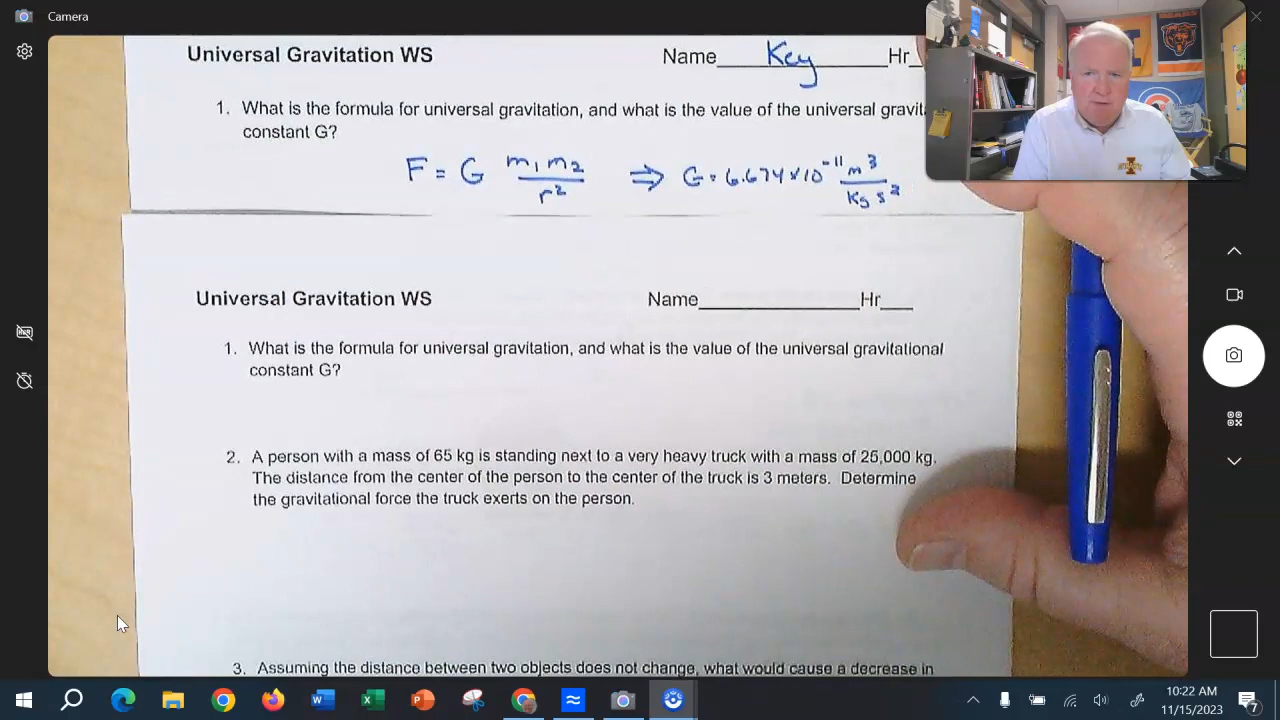 Camera
Universal Gravitation WS Name Key Hr
1. What is the formula for universal gravitation, and what is the value of the universal gravit
constant G?
F = G m₁m₂/r² ⇒ G = 6.674×10⁻¹¹ m³/kg s²
Universal Gravitation WS Name____________Hr___
1. What is the formula for universal gravitation, and what is the value of the universal gravitational
constant G?
2. A person with a mass of 65 kg is standing next to a very heavy truck with a mass of 25,000 kg.
The distance from the center of the person to the center of the truck is 3 meters. Determine
the gravitational force the truck exerts on the person.
3. Assuming the distance between two objects does not change, what would cause a decrease in
BEARS
STATE
10:22 AM
11/15/2023
7